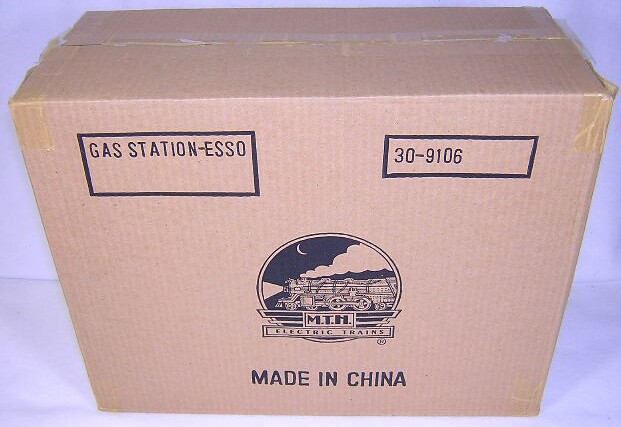 GAS STATION-ESSO
30-9106
M.T.H.
ELECTRIC TRAINS
®
MADE IN CHINA